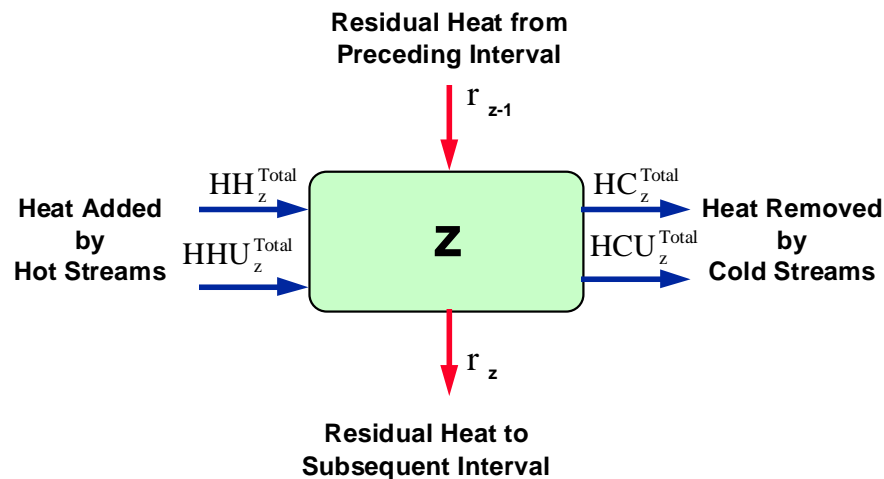 Residual Heat from
Preceding Interval
r z-1
HH z Total
HC z Total
Heat Added
by
Hot Streams
HHU z Total
z
HCU z Total
Heat Removed
by
Cold Streams
r z
Residual Heat to
Subsequent Interval